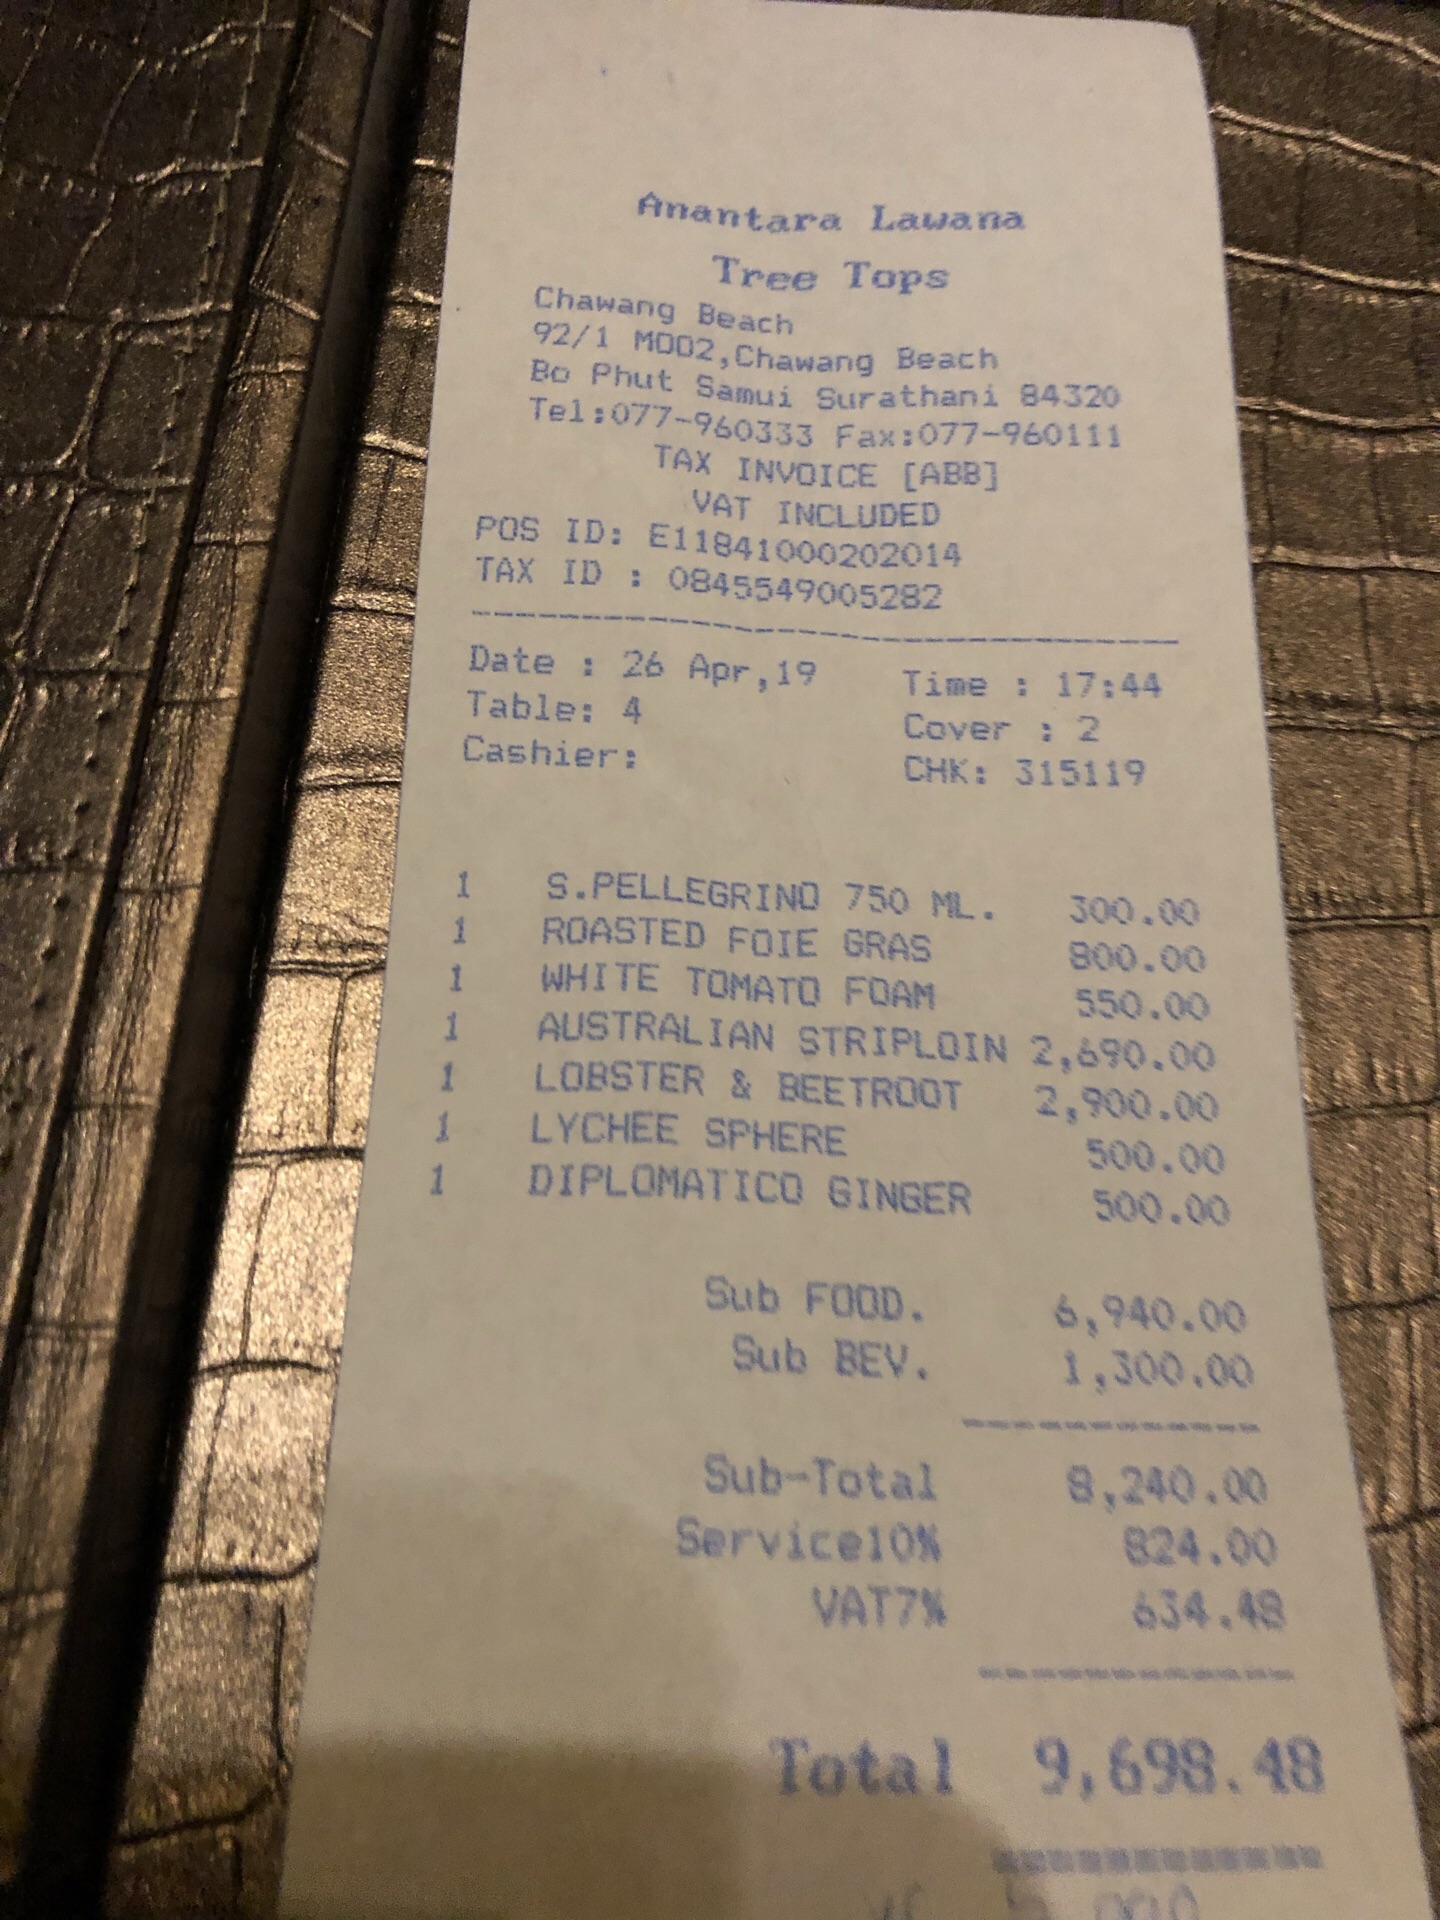 Anantara Lawana
Tree Tops
Chawang Beach
92/1 MOO2,Chawang Beach
Bo Phut Samui Surathani 84320
Tel:077-960333 Fax:077-960111
TAX INVOICE [ABB]
VAT INCLUDED
POS ID: E11841000202014
TAX ID : 0845549005282
Date : 26 Apr,19 Time : 17:44
Table: 4 Cover : 2
Cashier: CHK: 315119
1 S.PELLEGRINO 750 ML. 300.00
1 ROASTED FOIE GRAS 800.00
1 WHITE TOMATO FOAM 550.00
1 AUSTRALIAN STRIPLOIN 2,690.00
1 LOBSTER & BEETROOT 2,900.00
1 LYCHEE SPHERE 500.00
1 DIPLOMATICO GINGER 500.00
Sub FOOD. 6,940.00
Sub BEV. 1,300.00
Sub-Total 8,240.00
Service10% 824.00
VAT7% 634.48
Total 9,698.48